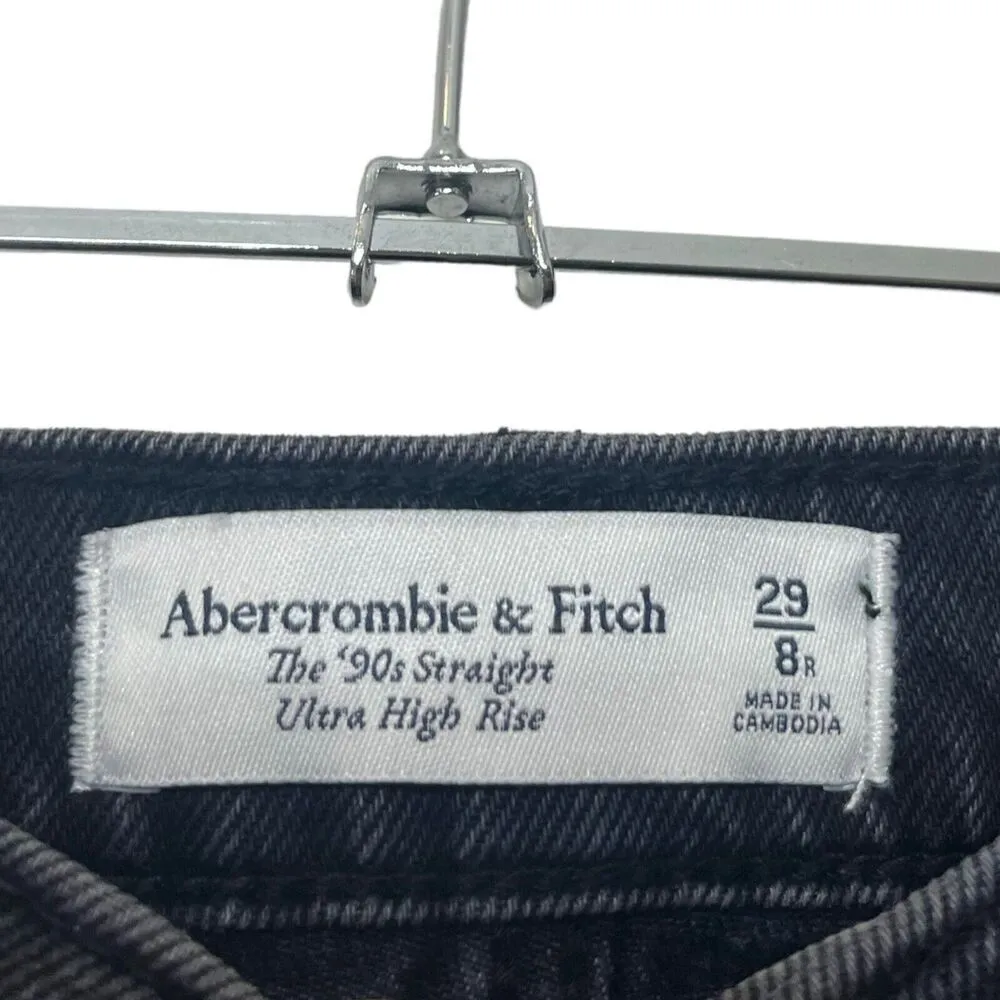 Abercrombie & Fitch
The ‘90s Straight
Ultra High Rise
29
8R
MADE IN
CAMBODIA